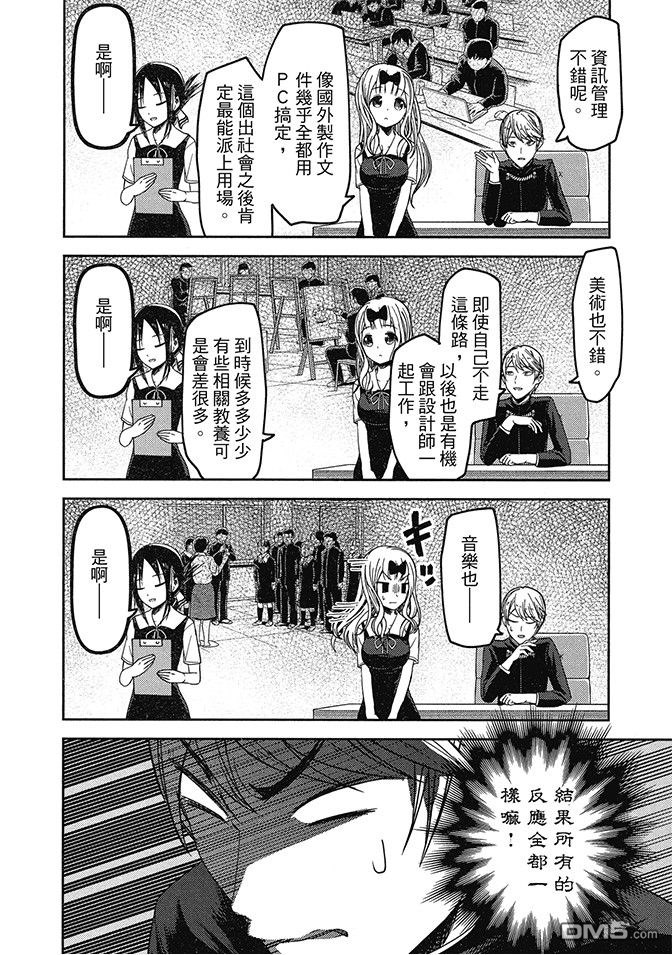 資訊管理
不錯呢。
像國外製作文
件幾乎全都用
PC搞定，
這個出社會之後肯
定最能派上用場。
是啊——
美術也不錯。
即使自己不走
這條路，以後也是有機
會跟設計師一
起工作，
到時候多多少少
有些相關教養可
是會差很多。
是啊——
音樂也——
キッ
是啊——
結果所有的
反應全都一
樣嘛！
DM5.com